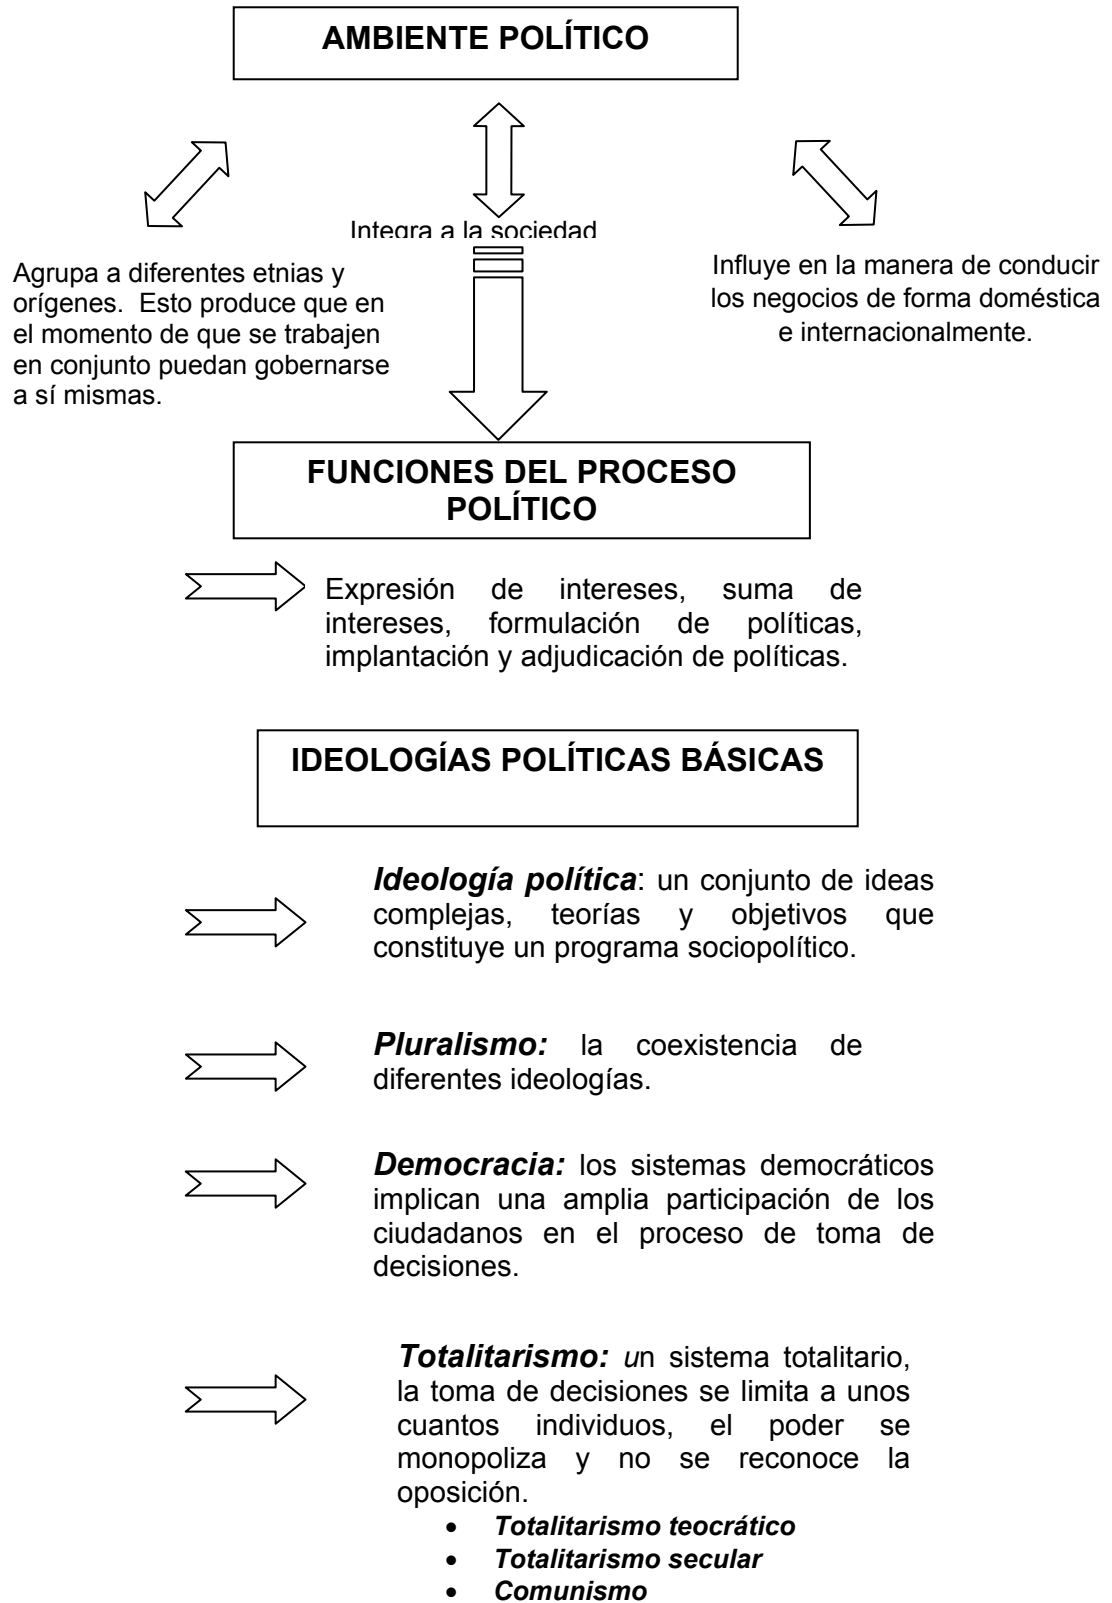 AMBIENTE POLÍTICO
Integra a la sociedad
Agrupa a diferentes etnias y
orígenes. Esto produce que en
el momento de que se trabajen
en conjunto puedan gobernarse
a sí mismas.
Influye en la manera de conducir
los negocios de forma doméstica
e internacionalmente.
FUNCIONES DEL PROCESO
POLÍTICO
Expresión de intereses, suma de
intereses, formulación de políticas,
implantación y adjudicación de políticas.
IDEOLOGÍAS POLÍTICAS BÁSICAS
Ideología política: un conjunto de ideas
complejas, teorías y objetivos que
constituye un programa sociopolítico.
Pluralismo: la coexistencia de
diferentes ideologías.
Democracia: los sistemas democráticos
implican una amplia participación de los
ciudadanos en el proceso de toma de
decisiones.
Totalitarismo: un sistema totalitario,
la toma de decisiones se limita a unos
cuantos individuos, el poder se
monopoliza y no se reconoce la
oposición.
• Totalitarismo teocrático
• Totalitarismo secular
• Comunismo